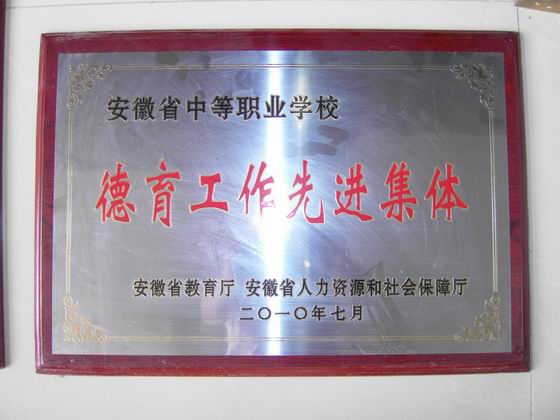 安徽省中等职业学校
德育工作先进集体
安徽省教育厅 安徽省人力资源和社会保障厅
二〇一〇年七月